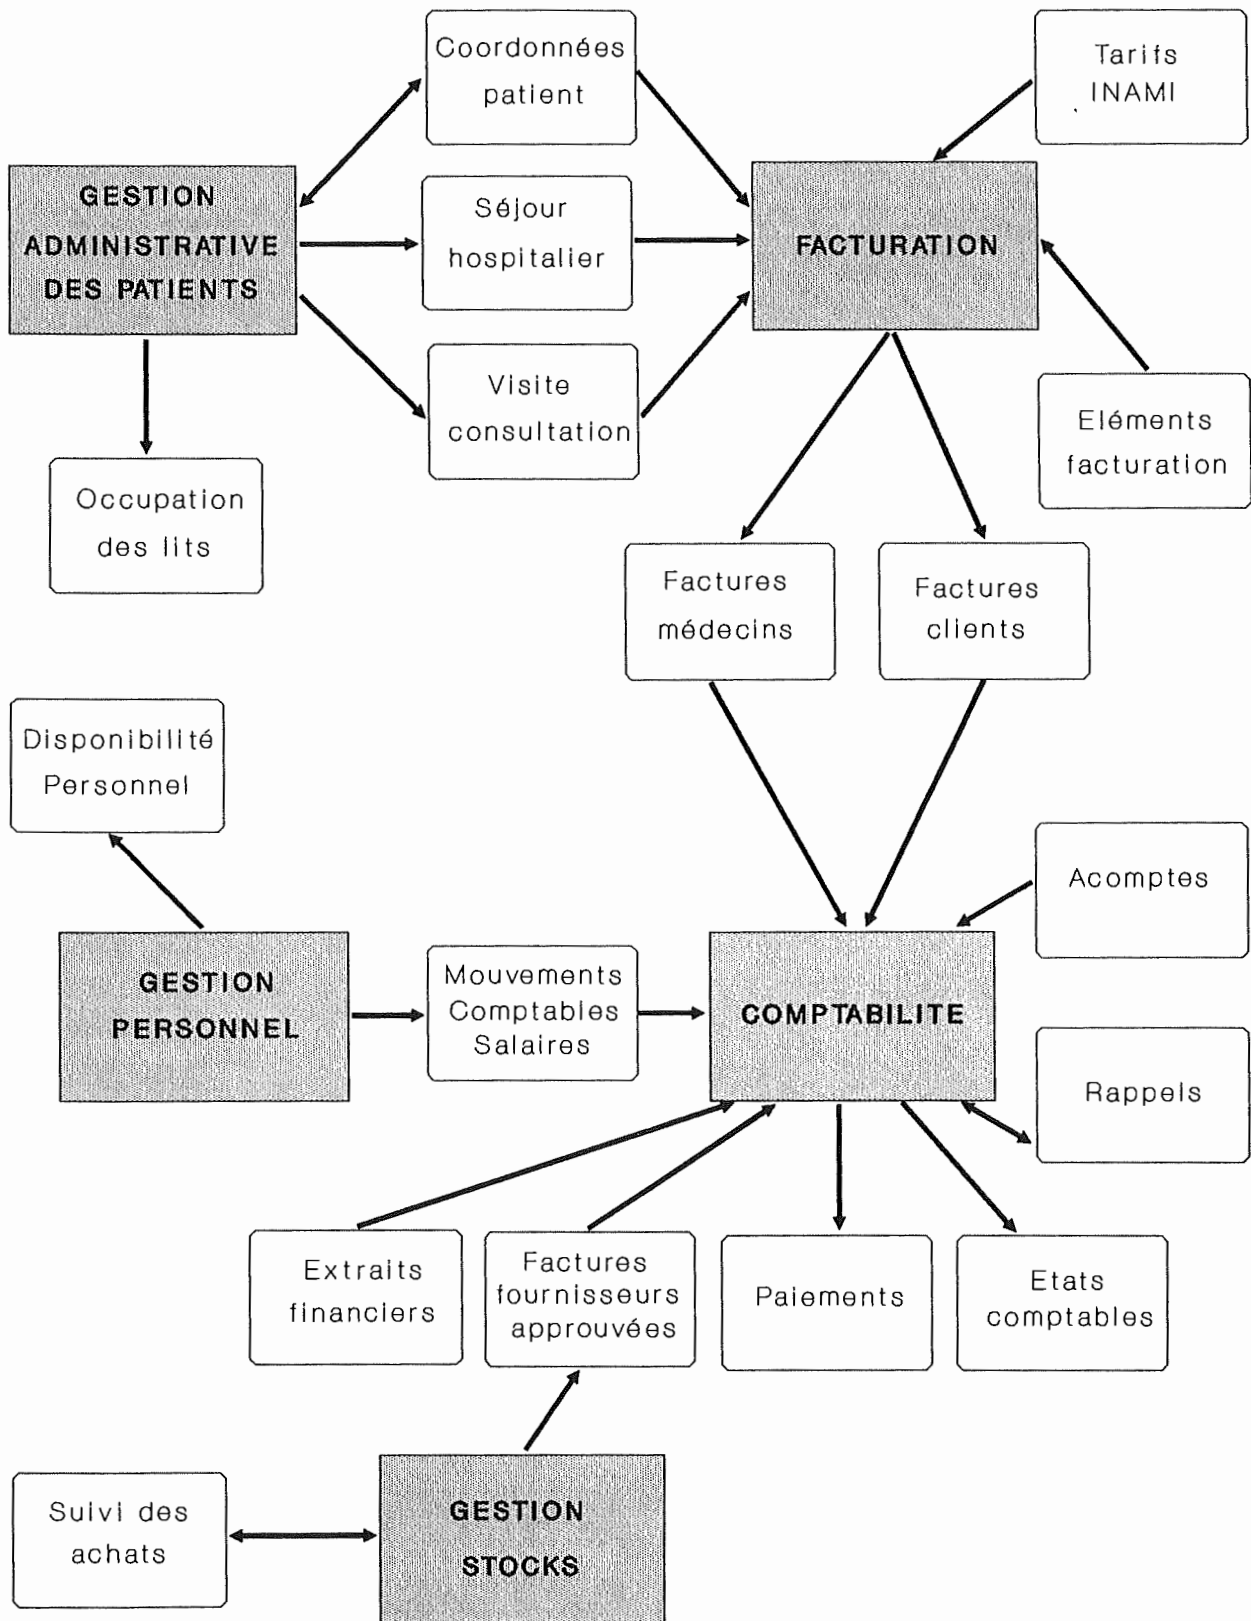 Coordonnées
patient
Tarifs
INAMI
GESTION
ADMINISTRATIVE
DES PATIENTS
Séjour
hospitalier
FACTURATION
Visite
consultation
Eléments
facturation
Occupation
des lits
Factures
médecins
Factures
clients
Disponibilité
Personnel
Acomptes
GESTION
PERSONNEL
Mouvements
Comptables
Salaires
COMPTABILITE
Rappels
Extraits
financiers
Factures
fournisseurs
approuvées
Paiements
Etats
comptables
Suivi des
achats
GESTION
STOCKS